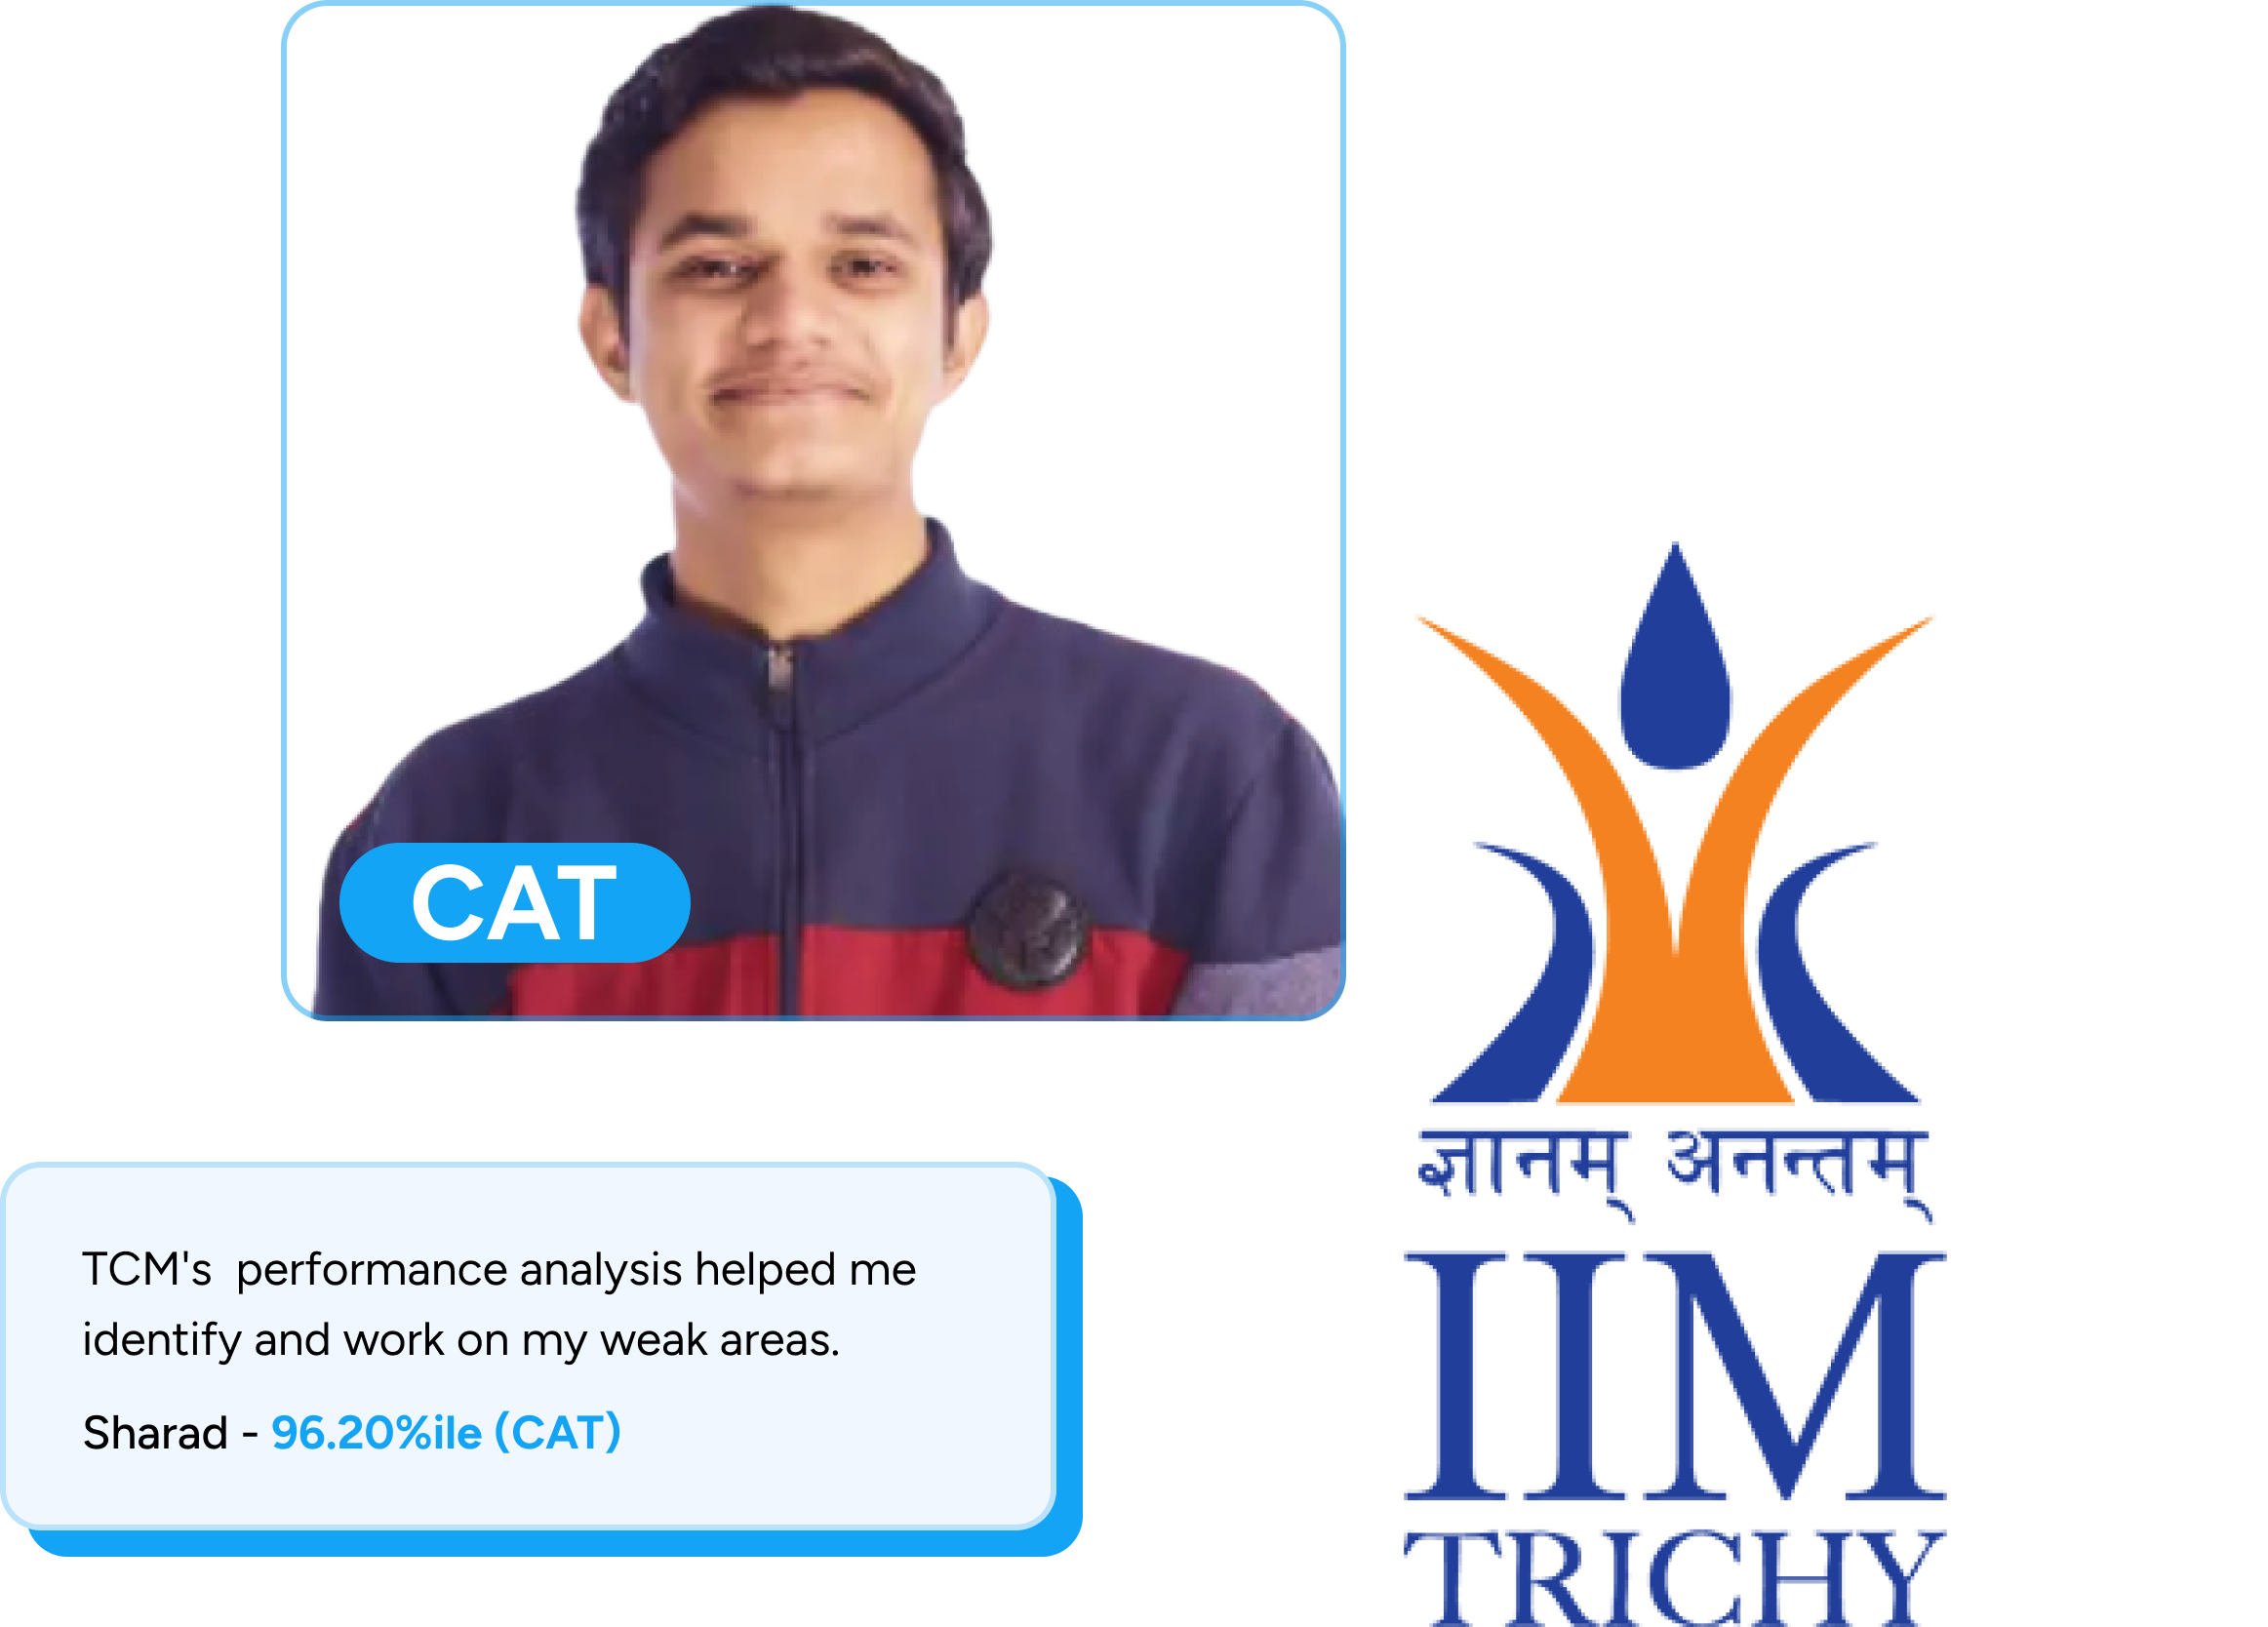 CAT
TCM's  performance analysis helped me
identify and work on my weak areas.
Sharad - 96.20%ile (CAT)
ज्ञानम् अनन्तम्
IIM
TRICHY